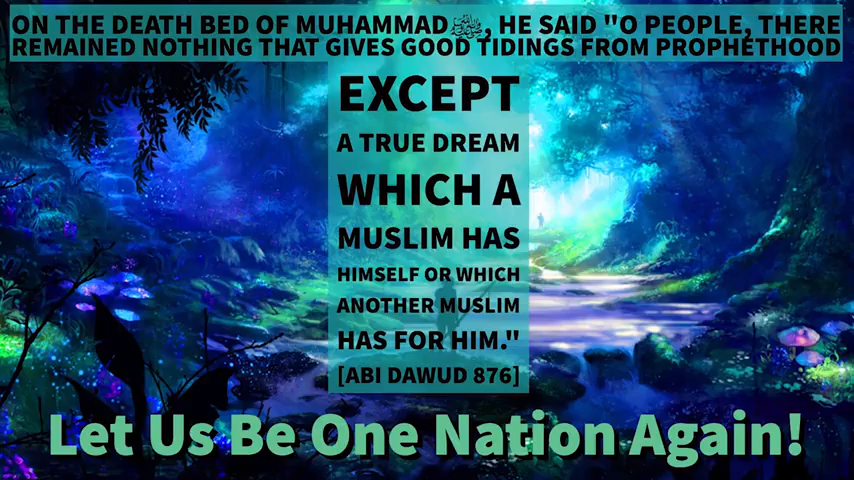 ON THE DEATH BED OF MUHAMMAD ﷺ, HE SAID "O PEOPLE, THERE
REMAINED NOTHING THAT GIVES GOOD TIDINGS FROM PROPHETHOOD
EXCEPT
A TRUE DREAM
WHICH A
MUSLIM HAS
HIMSELF OR WHICH
ANOTHER MUSLIM
HAS FOR HIM."
[ABI DAWUD 876]
Let Us Be One Nation Again!